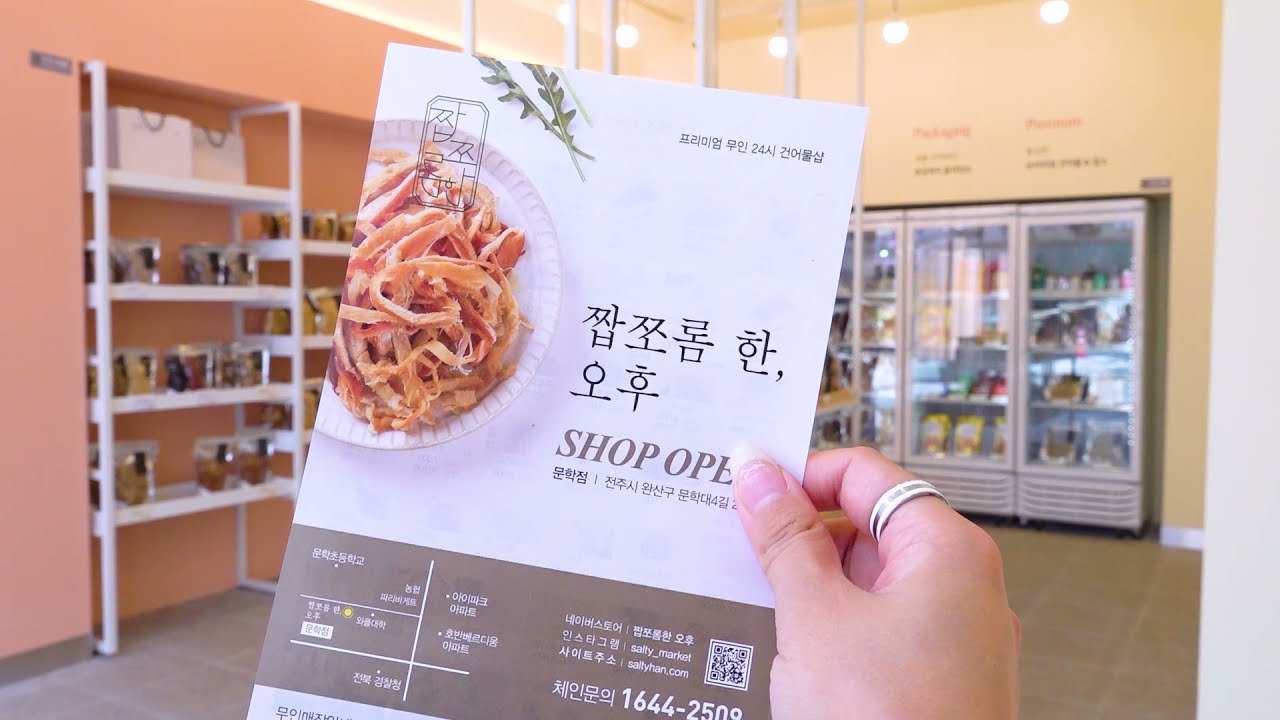 짭쪼롬한
프리미엄 무인 24시 건어물샵
Packaging
Premium
짭쪼롬 한,
오후
SHOP OPE
문학점 | 전주시 완산구 문학대4길
문학초등학교
농협
파리바게트
짭쪼롬 한,
오후
문학점
와플대학
아이파크
아파트
호반베르디움
아파트
전북 경찰청
네이버스토어 | 짭쪼롬한 오후
인스타그램 | salty_market
사이트주소 | saltyhan.com
체인문의 1644-2509